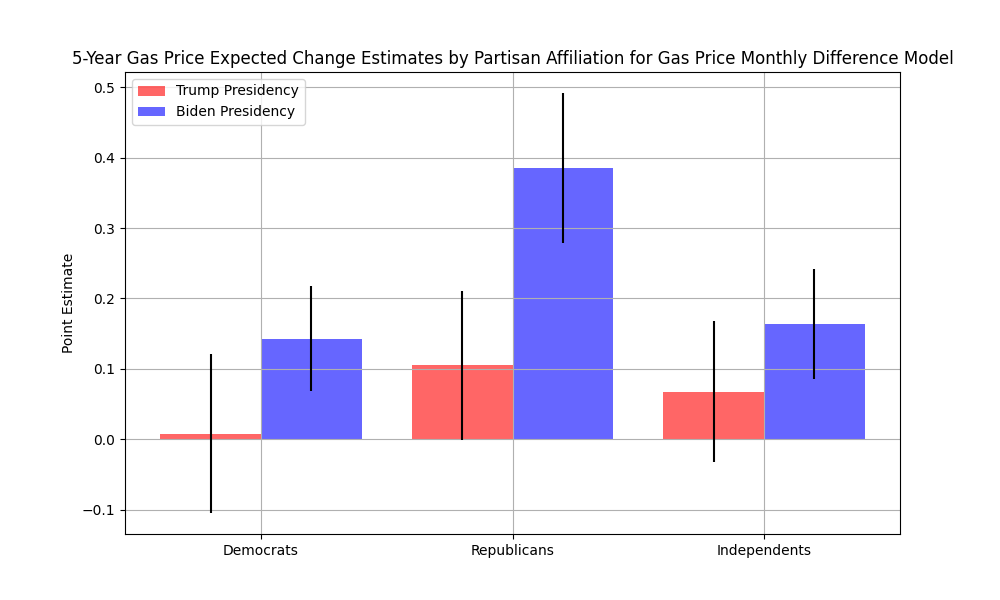 5-Year Gas Price Expected Change Estimates by Partisan Affiliation for Gas Price Monthly Difference Model
Trump Presidency
Biden Presidency
0.5
0.4
0.3
0.2
0.1
0.0
−0.1
Point Estimate
Democrats
Republicans
Independents